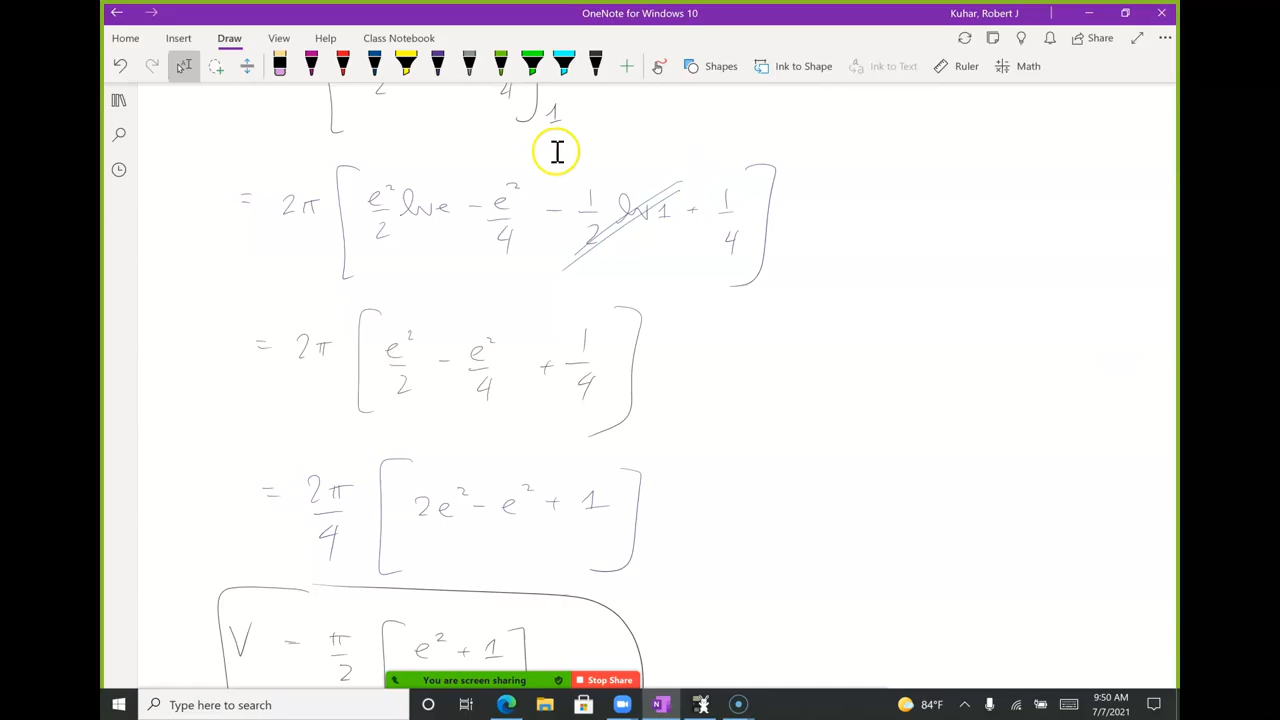 OneNote for Windows 10
Kuhar, Robert J
Home Insert Draw View Help Class Notebook
Share
Shapes Ink to Shape Ink to Text Ruler Math
2 4 1
= 2π [ e²/2 ln e - e²/4 - 1/2 ln 1 + 1/4 ]
= 2π [ e²/2 - e²/4 + 1/4 ]
= 2π/4 [ 2e² - e² + 1 ]
V = π/2 [ e² + 1 ]
You are screen sharing Stop Share
Type here to search
84°F
9:50 AM
7/7/2021